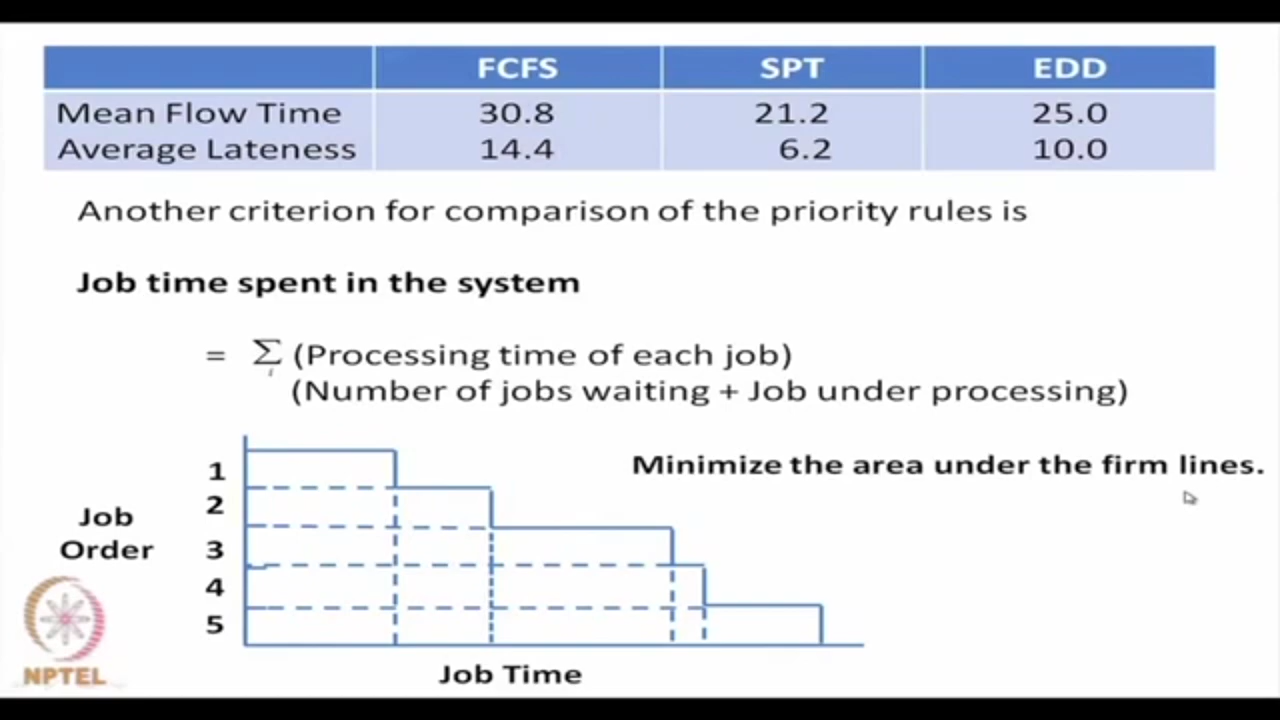 FCFS SPT EDD
Mean Flow Time 30.8 21.2 25.0
Average Lateness 14.4 6.2 10.0
Another criterion for comparison of the priority rules is
Job time spent in the system
= Σ (Processing time of each job)
i
(Number of jobs waiting + Job under processing)
Minimize the area under the firm lines.
1
2
Job Order
3
4
5
NPTEL
Job Time